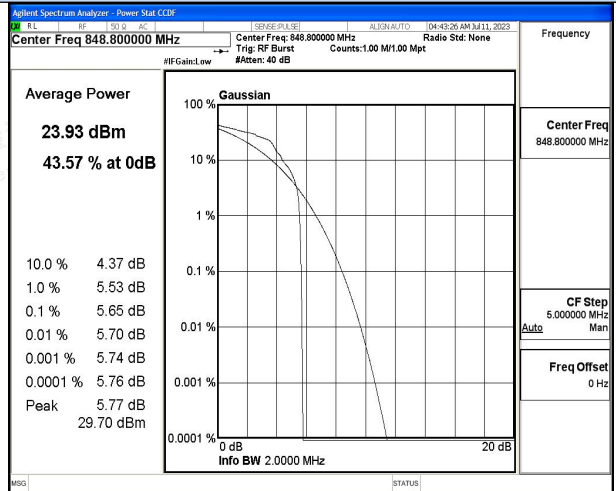 Agilent Spectrum Analyzer - Power Stat CCDF
RL RF 50 Ω AC SENSE:PULSE ALIGN AUTO 04:43:26 AM Jul 11, 2023
Center Freq 848.800000 MHz
Center Freq: 848.800000 MHz Radio Std: None
Trig: RF Burst Counts:1.00 M/1.00 Mpt
#IFGain:Low #Atten: 40 dB
Frequency
Average Power
23.93 dBm
43.57 % at 0dB
10.0 % 4.37 dB
1.0 % 5.53 dB
0.1 % 5.65 dB
0.01 % 5.70 dB
0.001 % 5.74 dB
0.0001 % 5.76 dB
Peak 5.77 dB
29.70 dBm
Gaussian
100 %
10 %
1 %
0.1 %
0.01 %
0.001 %
0.0001 %
0 dB 20 dB
Info BW 2.0000 MHz
Center Freq
848.800000 MHz
CF Step
5.000000 MHz
Auto Man
Freq Offset
0 Hz
MSG STATUS